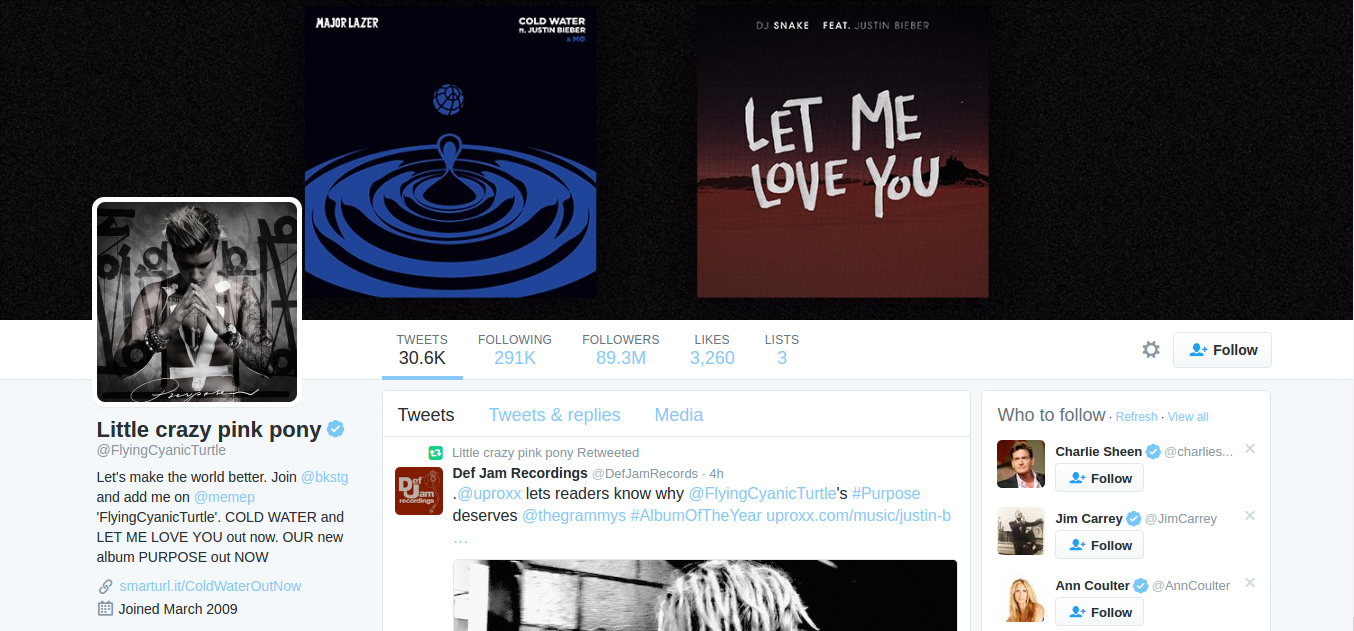 MAJOR LAZER
COLD WATER
ft. JUSTIN BIEBER
& MØ
DJ SNAKE FEAT. JUSTIN BIEBER
LET ME
LOVE YOU
Purpose
TWEETS
30.6K
FOLLOWING
291K
FOLLOWERS
89.3M
LIKES
3,260
LISTS
3
Follow
Little crazy pink pony
@FlyingCyanicTurtle
Let's make the world better. Join @bkstg
and add me on @memep
'FlyingCyanicTurtle'. COLD WATER and
LET ME LOVE YOU out now. OUR new
album PURPOSE out NOW
smarturl.it/ColdWaterOutNow
Joined March 2009
Tweets Tweets & replies Media
Little crazy pink pony Retweeted
Def Jam
recordings
Def Jam Recordings @DefJamRecords · 4h
.@uproxx lets readers know why @FlyingCyanicTurtle's #Purpose
deserves @thegrammys #AlbumOfTheYear uproxx.com/music/justin-b
…
Who to follow · Refresh · View all
Charlie Sheen @charlies...
Follow
Jim Carrey @JimCarrey
Follow
Ann Coulter @AnnCoulter
Follow